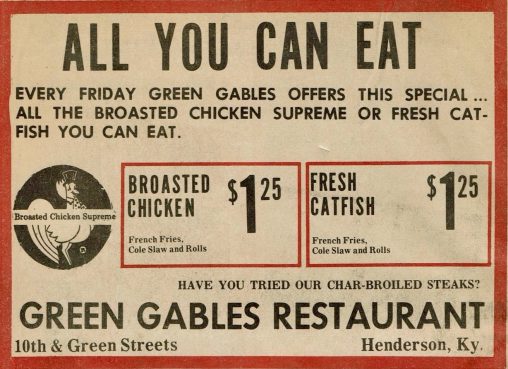 ALL YOU CAN EAT
EVERY FRIDAY GREEN GABLES OFFERS THIS SPECIAL ...
ALL THE BROASTED CHICKEN SUPREME OR FRESH CAT-
FISH YOU CAN EAT.
Broasted Chicken Supreme
BROASTED
CHICKEN
$1 25
French Fries,
Cole Slaw and Rolls
FRESH
CATFISH
$1 25
French Fries,
Cole Slaw and Rolls
HAVE YOU TRIED OUR CHAR-BROILED STEAKS?
GREEN GABLES RESTAURANT
10th & Green Streets
Henderson, Ky.